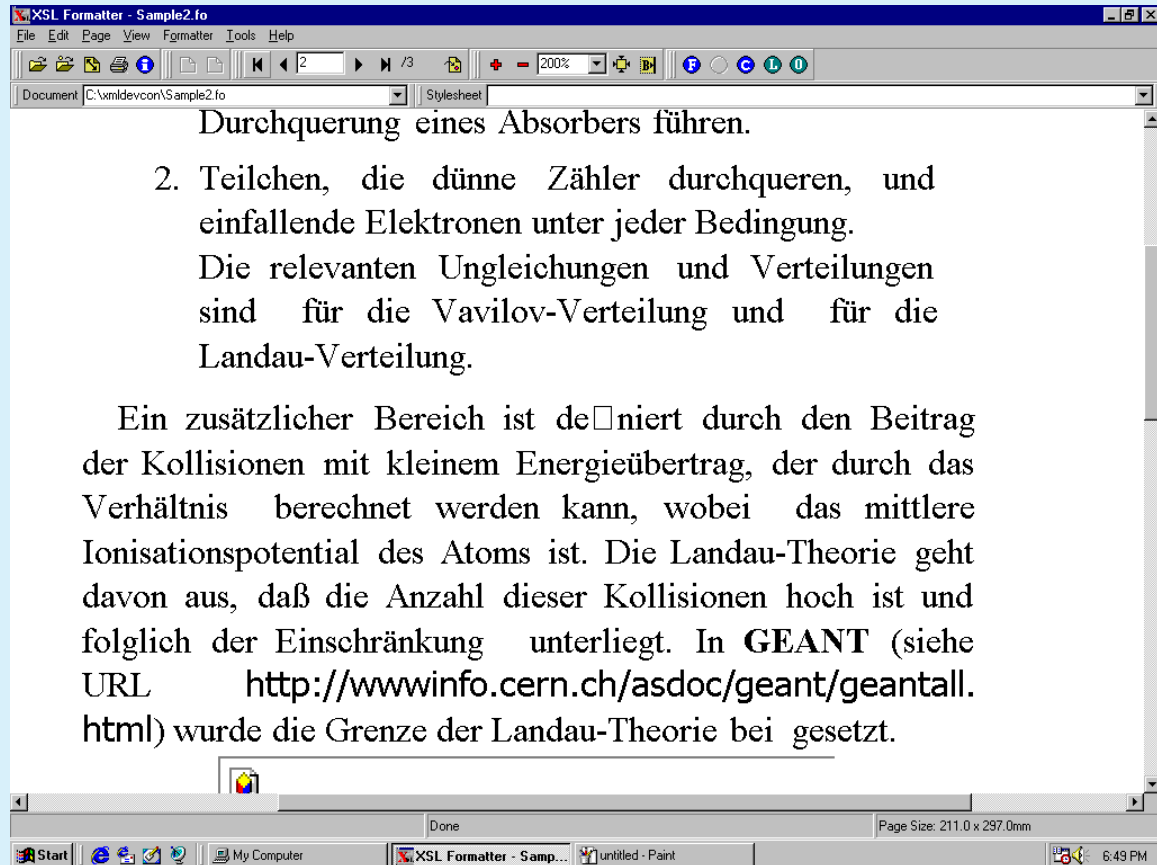 XSL Formatter - Sample2.fo
File Edit Page View Formatter Tools Help
2 /3 200% F C L O
Document C:\xmldevcon\Sample2.fo Stylesheet
Durchquerung eines Absorbers führen.
2. Teilchen, die dünne Zähler durchqueren, und
einfallende Elektronen unter jeder Bedingung.
Die relevanten Ungleichungen und Verteilungen
sind für die Vavilov-Verteilung und für die
Landau-Verteilung.
Ein zusätzlicher Bereich ist de□niert durch den Beitrag
der Kollisionen mit kleinem Energieübertrag, der durch das
Verhältnis berechnet werden kann, wobei das mittlere
Ionisationspotential des Atoms ist. Die Landau-Theorie geht
davon aus, daß die Anzahl dieser Kollisionen hoch ist und
folglich der Einschränkung unterliegt. In GEANT (siehe
URL http://wwwinfo.cern.ch/asdoc/geant/geantall.
html) wurde die Grenze der Landau-Theorie bei gesetzt.
Done Page Size: 211.0 x 297.0mm
Start My Computer XSL Formatter - Samp... untitled - Paint 6:49 PM